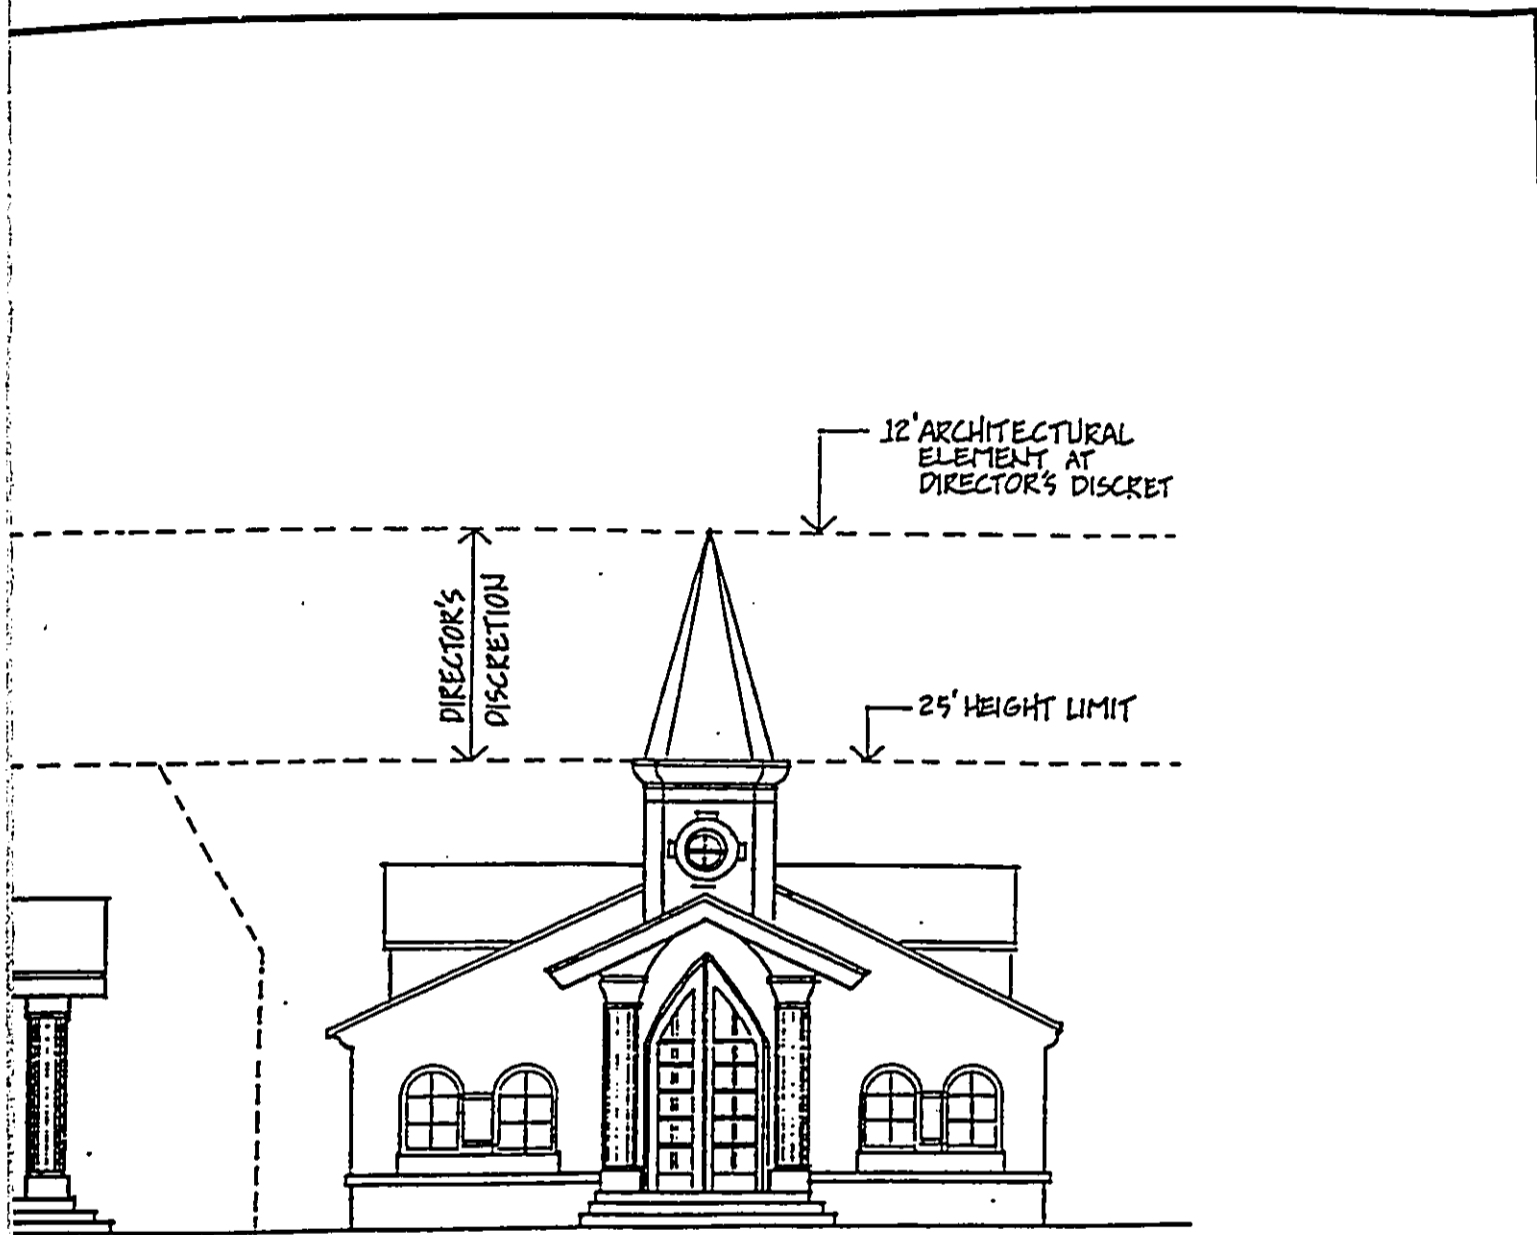 12' ARCHITECTURAL
ELEMENT AT
DIRECTOR'S DISCRET
DIRECTOR'S
DISCRETION
25' HEIGHT LIMIT